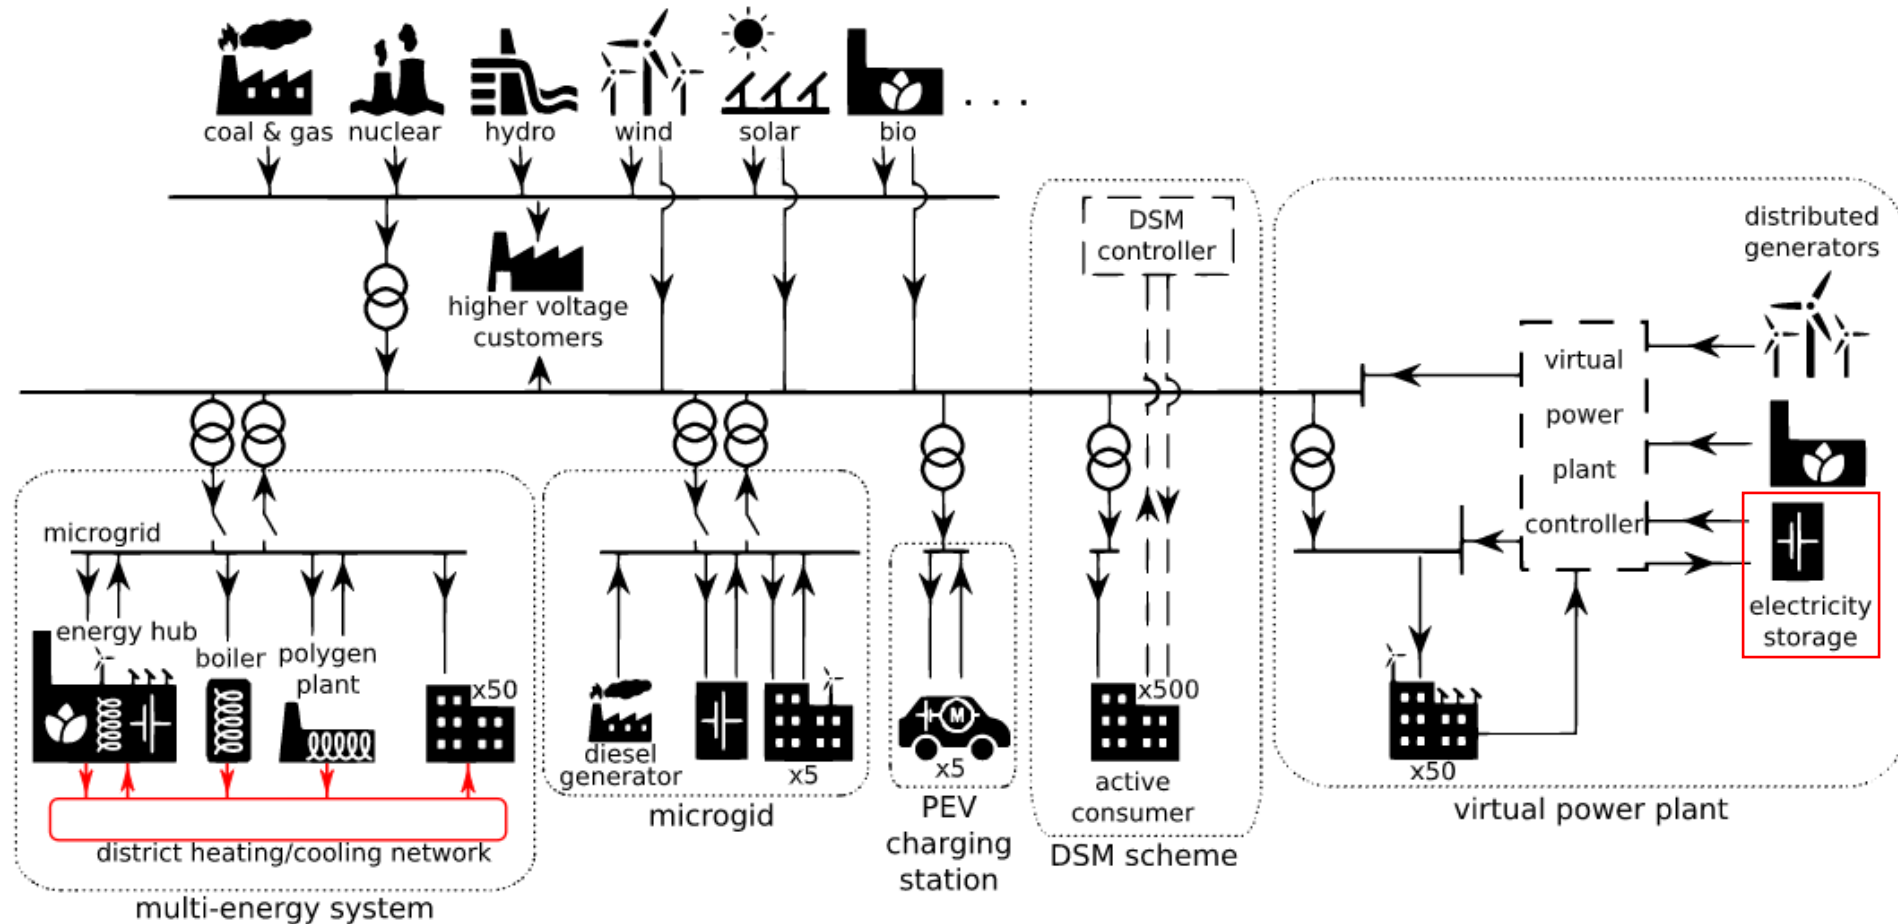 coal & gas
nuclear
hydro
wind
solar
bio
. . .
higher voltage
customers
DSM
controller
distributed
generators
virtual
power
plant
controller
electricity
storage
microgrid
energy hub
boiler
polygen
plant
x50
district heating/cooling network
multi-energy system
diesel
generator
x5
microgid
M
x5
PEV
charging
station
x500
active
consumer
DSM scheme
x50
virtual power plant